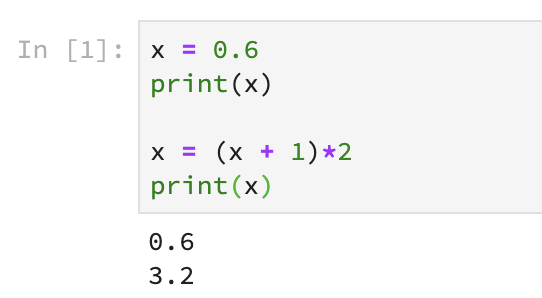 In [1]:
x = 0.6
print(x)
x = (x + 1)*2
print(x)
0.6
3.2